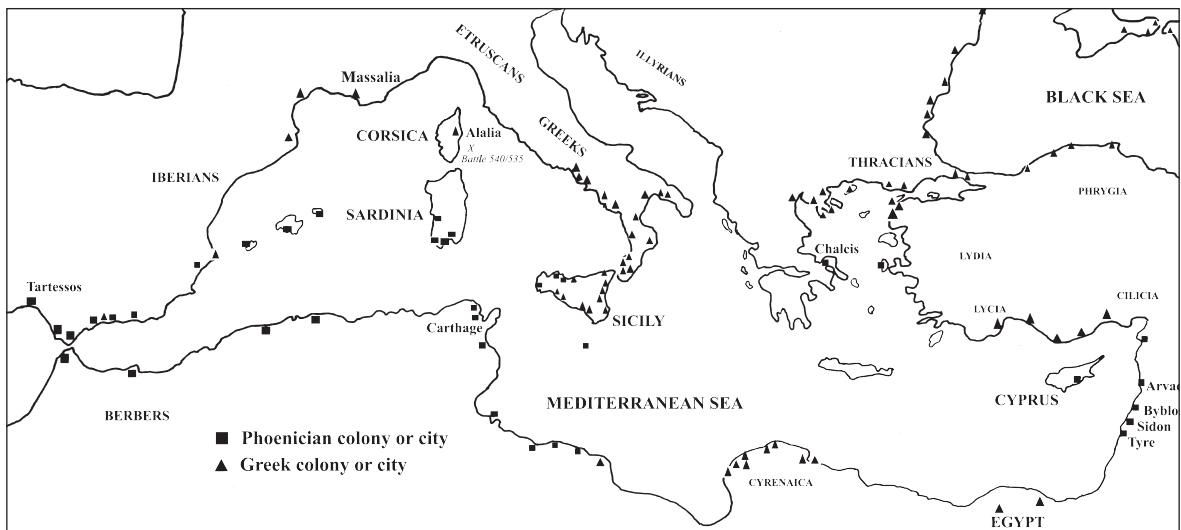 ETRUSCANS
ILLYRIANS
Massalia
BLACK SEA
GREEKS
CORSICA
Alalia
X
Battle 540/535
THRACIANS
IBERIANS
PHRYGIA
SARDINIA
Chalcis
LYDIA
Tartessos
CILICIA
LYCIA
SICILY
Carthage
Arvad
CYPRUS
MEDITERRANEAN SEA
Byblo
BERBERS
Sidon
Phoenician colony or city
Tyre
Greek colony or city
CYRENAICA
EGYPT